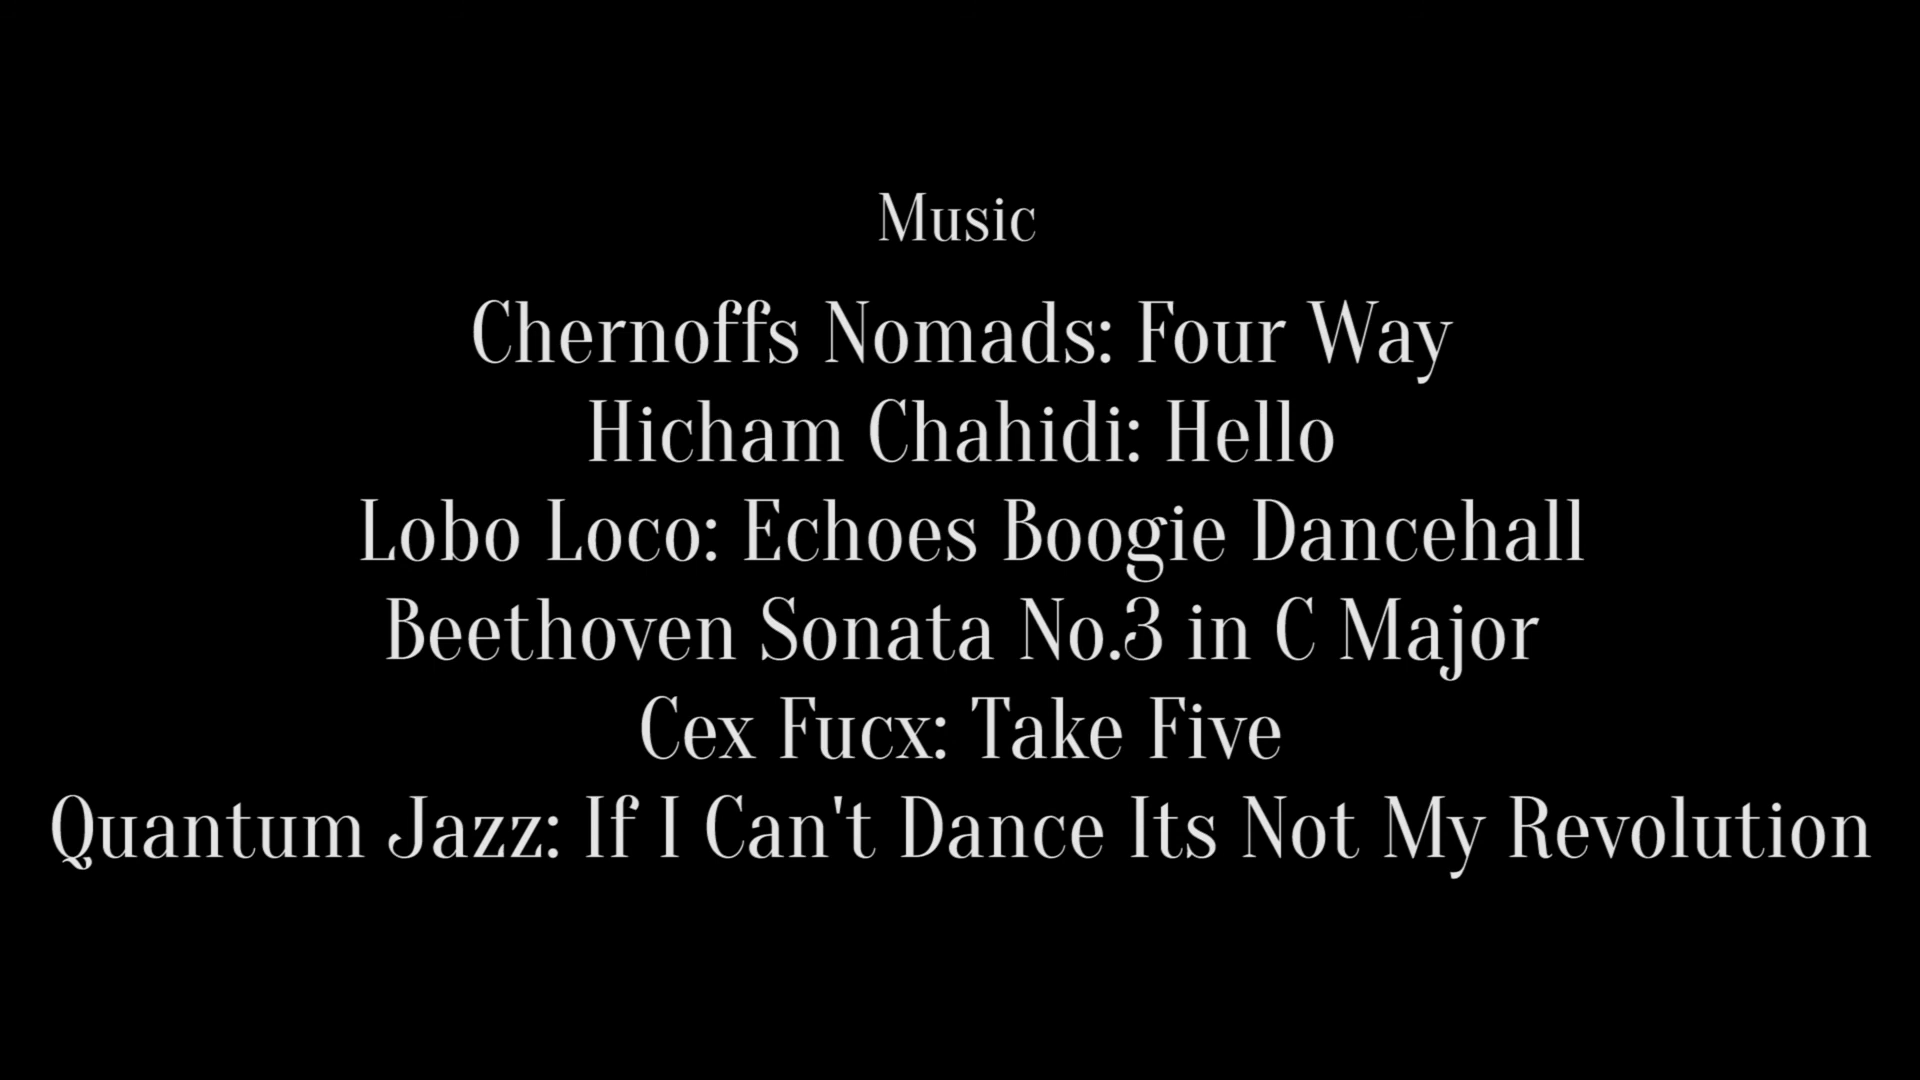 Music
Chernoffs Nomads: Four Way
Hicham Chahidi: Hello
Lobo Loco: Echoes Boogie Dancehall
Beethoven Sonata No.3 in C Major
Cex Fucx: Take Five
Quantum Jazz: If I Can't Dance Its Not My Revolution